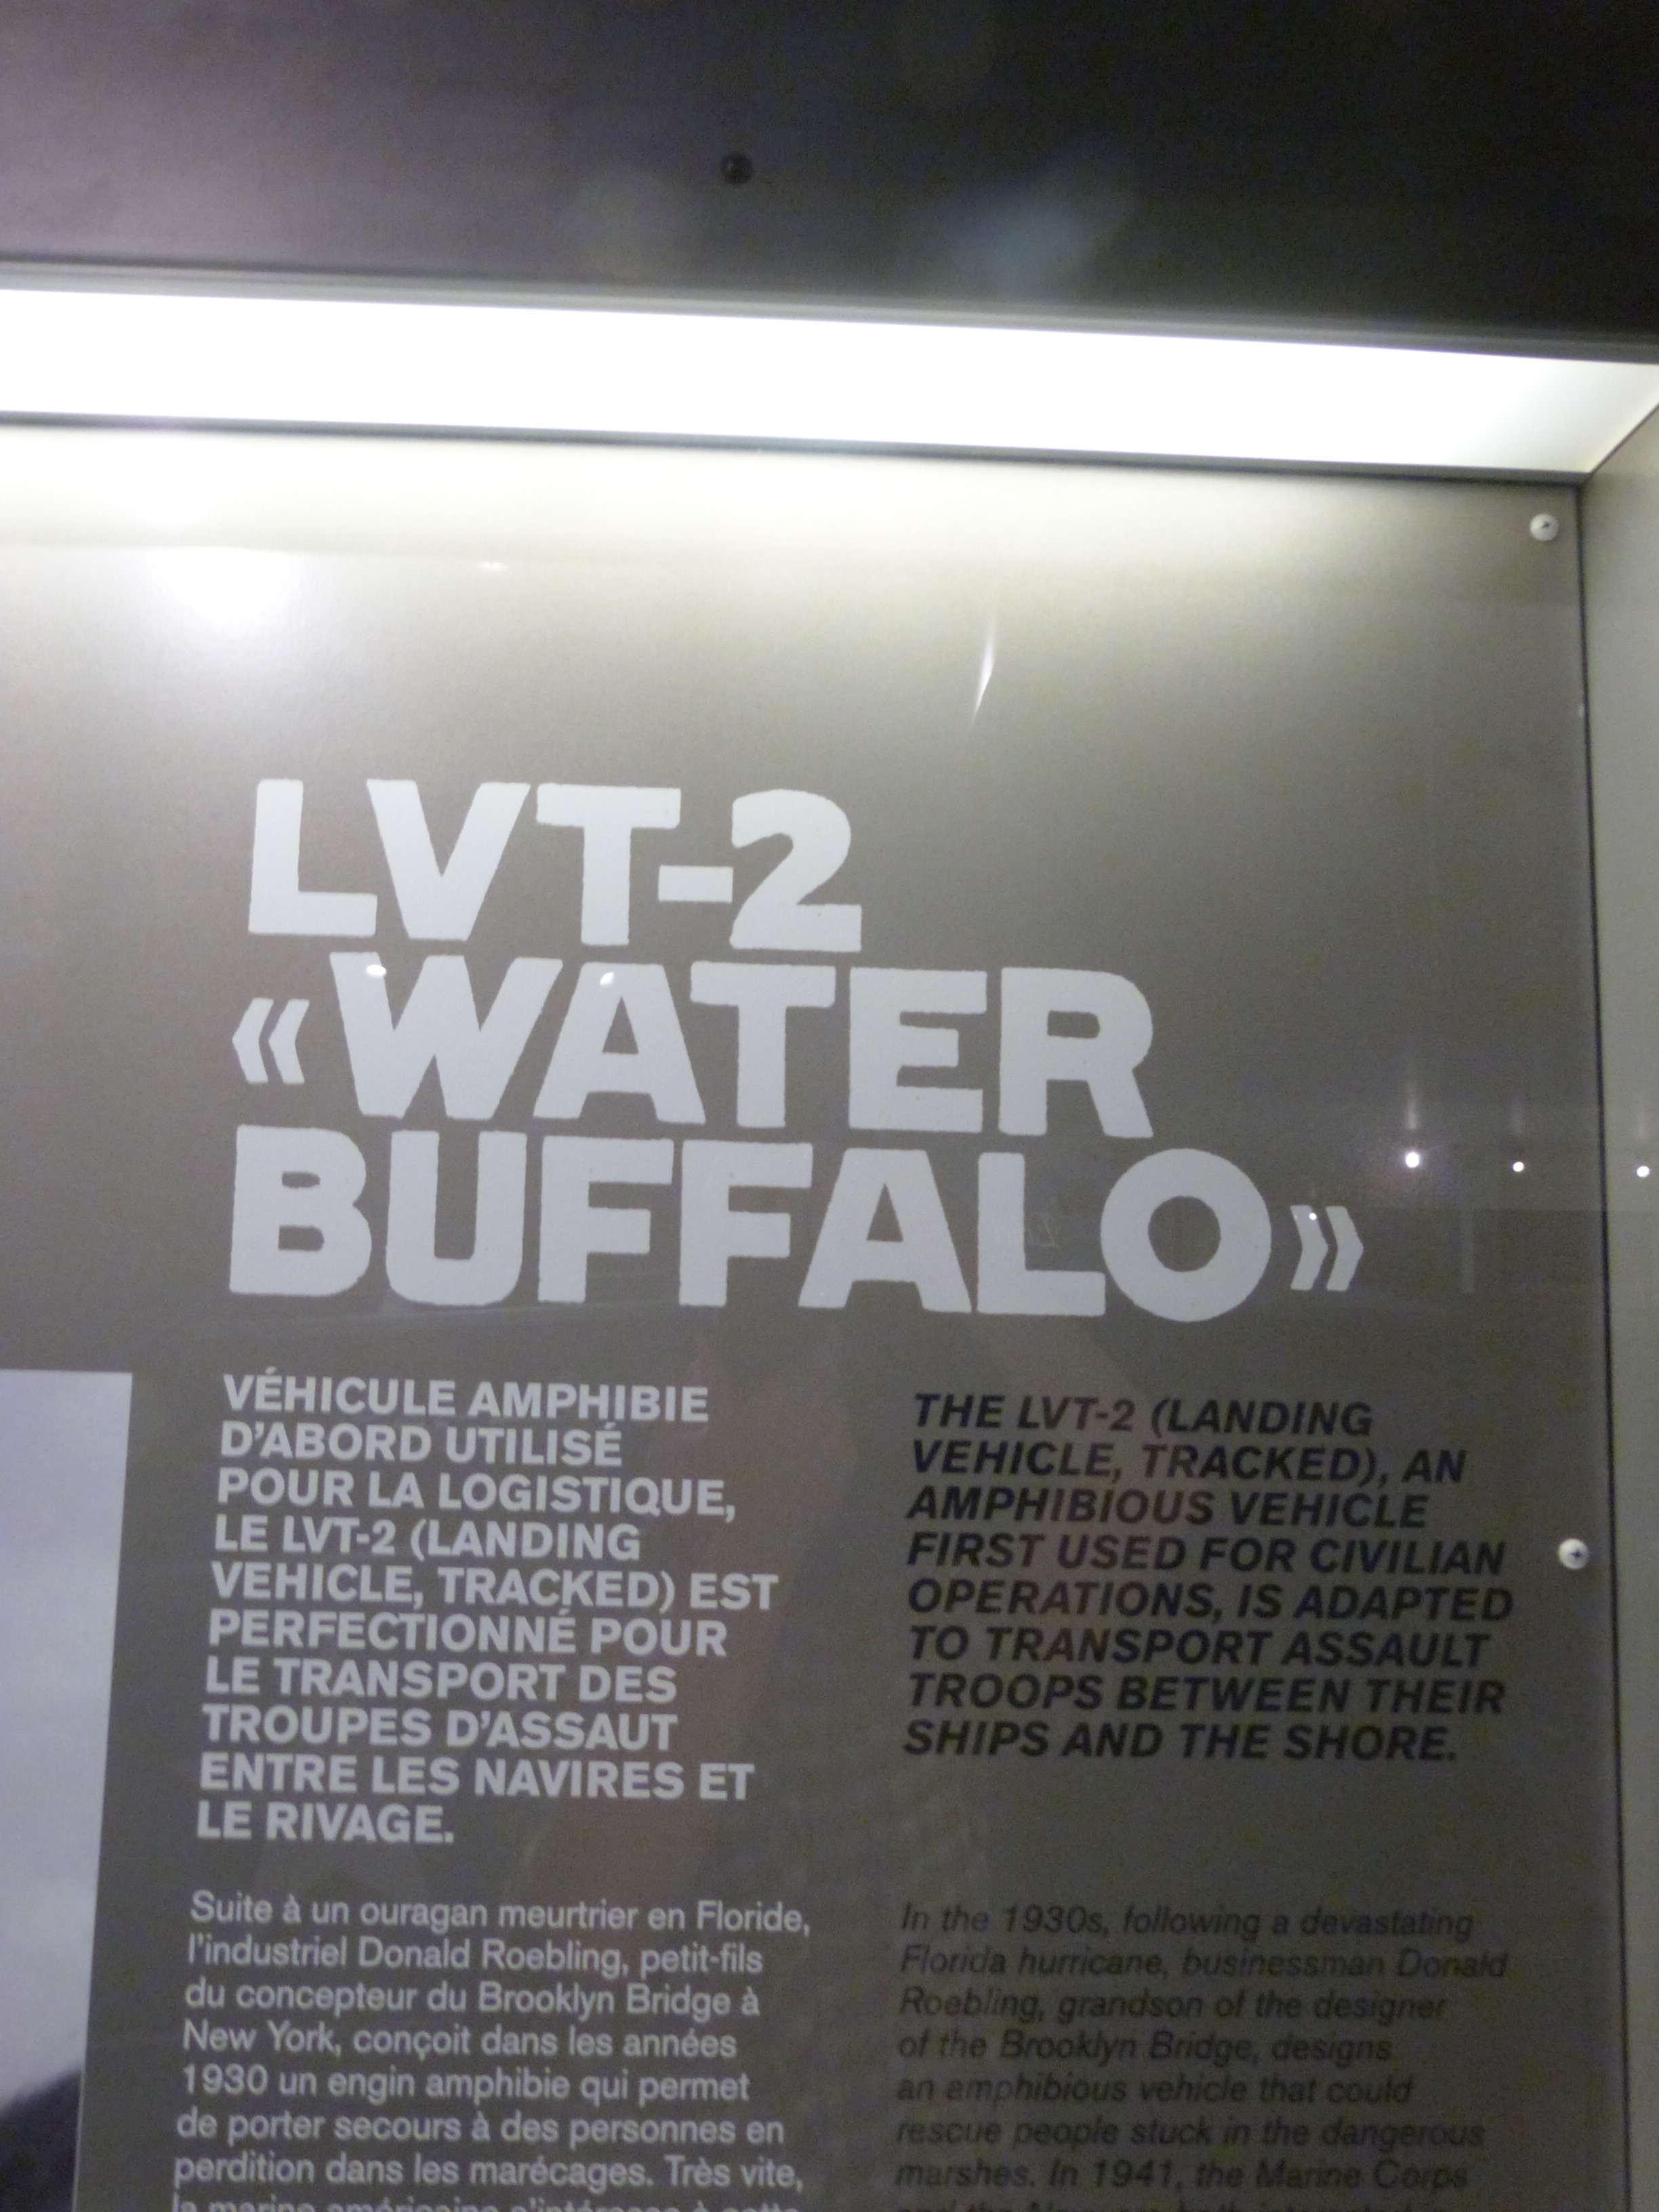 LVT-2
«WATER
BUFFALO»
VÉHICULE AMPHIBIE
D'ABORD UTILISÉ
POUR LA LOGISTIQUE,
LE LVT-2 (LANDING
VEHICLE, TRACKED) EST
PERFECTIONNÉ POUR
LE TRANSPORT DES
TROUPES D'ASSAUT
ENTRE LES NAVIRES ET
LE RIVAGE.
Suite à un ouragan meurtrier en Floride,
l'industriel Donald Roebling, petit-fils
du concepteur du Brooklyn Bridge à
New York, conçoit dans les années
1930 un engin amphibie qui permet
de porter secours à des personnes en
perdition dans les marécages. Très vite,
la marine américaine s'intéresse à cette
THE LVT-2 (LANDING
VEHICLE, TRACKED), AN
AMPHIBIOUS VEHICLE
FIRST USED FOR CIVILIAN
OPERATIONS, IS ADAPTED
TO TRANSPORT ASSAULT
TROOPS BETWEEN THEIR
SHIPS AND THE SHORE.
In the 1930s, following a devastating
Florida hurricane, businessman Donald
Roebling, grandson of the designer
of the Brooklyn Bridge, designs
an amphibious vehicle that could
rescue people stuck in the dangerous
marshes. In 1941, the Marine Corps